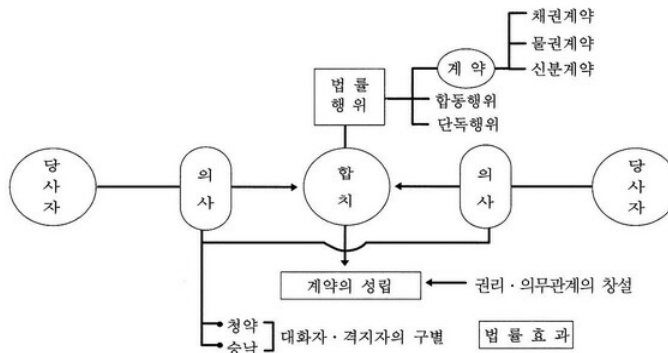 채권계약
물권계약
신분계약
계 약
법 률
행 위
합동행위
단독행위
당
사
자
의
사
합
치
의
사
당
사
자
계약의 성립
권리 · 의무관계의 창설
청약
승낙
대화자 · 격지자의 구별
법 률 효 과